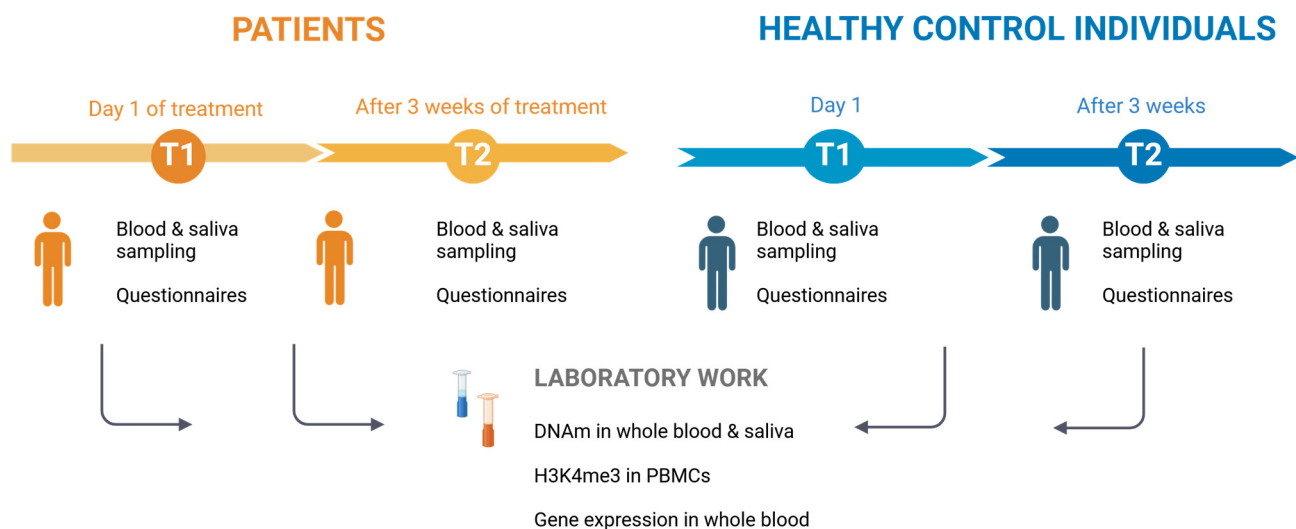 PATIENTS
HEALTHY CONTROL INDIVIDUALS
Day 1 of treatment
After 3 weeks of treatment
Day 1
After 3 weeks
T1
T2
T1
T2
Blood & saliva
sampling
Questionnaires
Blood & saliva
sampling
Questionnaires
Blood & saliva
sampling
Questionnaires
Blood & saliva
sampling
Questionnaires
LABORATORY WORK
DNAm in whole blood & saliva
H3K4me3 in PBMCs
Gene expression in whole blood